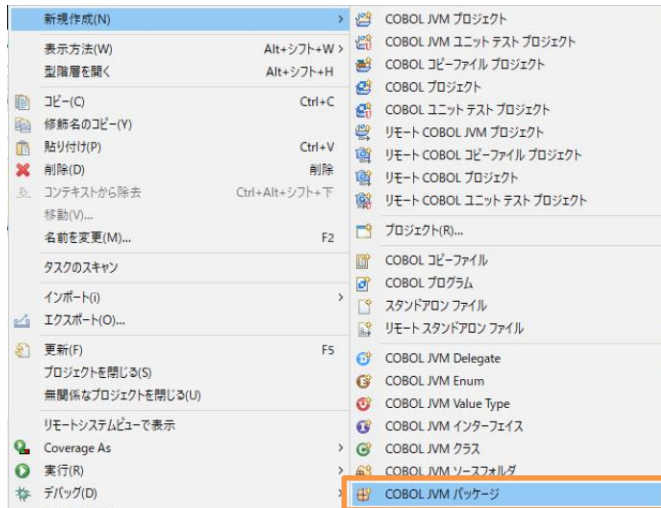 新規作成(N) >
表示方法(W) Alt+シフト+W >
型階層を開く Alt+シフト+H
コピー(C) Ctrl+C
修飾名のコピー(Y)
貼り付け(P) Ctrl+V
削除(D) 削除
コンテキストから除去 Ctrl+Alt+シフト+下
移動(V)...
名前を変更(M)... F2
タスクのスキャン
インポート(i) >
エクスポート(O)...
更新(F) F5
プロジェクトを閉じる(S)
無関係なプロジェクトを閉じる(U)
リモートシステムビューで表示
Coverage As >
実行(R) >
デバッグ(D) >
COBOL JVM プロジェクト
COBOL JVM ユニット テスト プロジェクト
COBOL コピーファイル プロジェクト
COBOL プロジェクト
COBOL ユニット テスト プロジェクト
リモート COBOL JVM プロジェクト
リモート COBOL コピーファイル プロジェクト
リモート COBOL プロジェクト
リモート COBOL ユニット テスト プロジェクト
プロジェクト(R)...
COBOL コピーファイル
COBOL プログラム
スタンドアロン ファイル
リモート スタンドアロン ファイル
COBOL JVM Delegate
COBOL JVM Enum
COBOL JVM Value Type
COBOL JVM インターフェイス
COBOL JVM クラス
COBOL JVM ソースフォルダ
COBOL JVM パッケージ